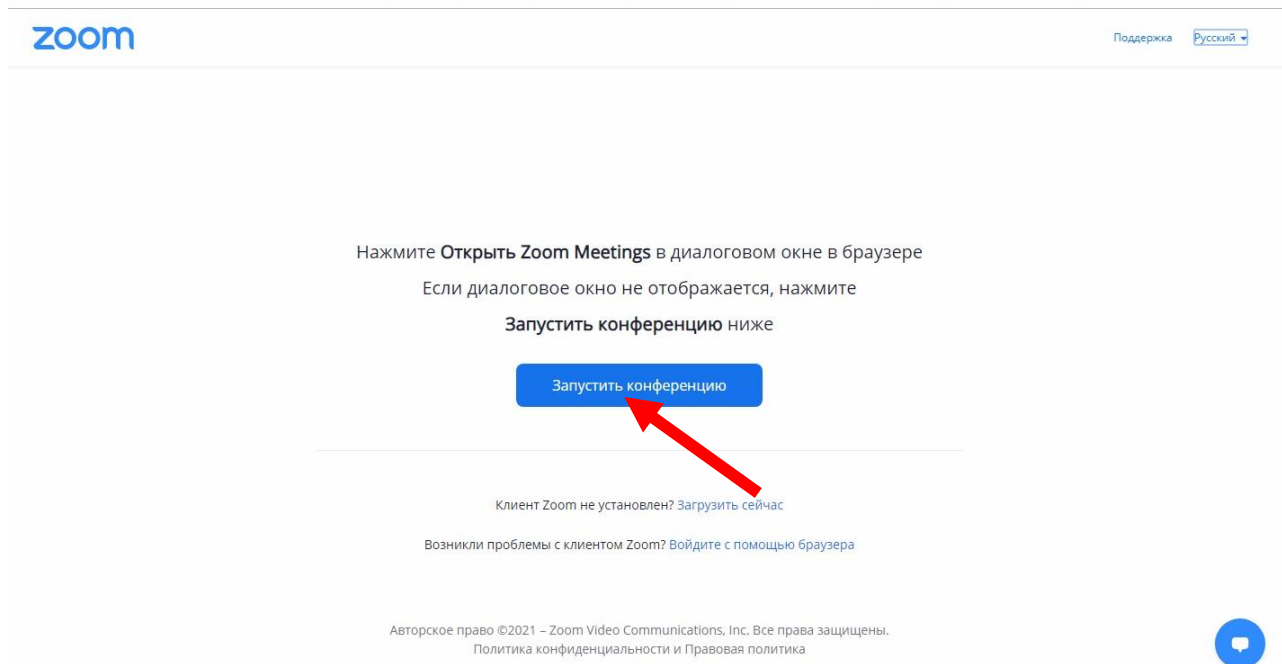 zoom
Поддержка Русский
Нажмите Открыть Zoom Meetings в диалоговом окне в браузере
Если диалоговое окно не отображается, нажмите
Запустить конференцию ниже
Запустить конференцию
Клиент Zoom не установлен? Загрузить сейчас
Возникли проблемы с клиентом Zoom? Войдите с помощью браузера
Авторское право ©2021 – Zoom Video Communications, Inc. Все права защищены.
Политика конфиденциальности и Правовая политика